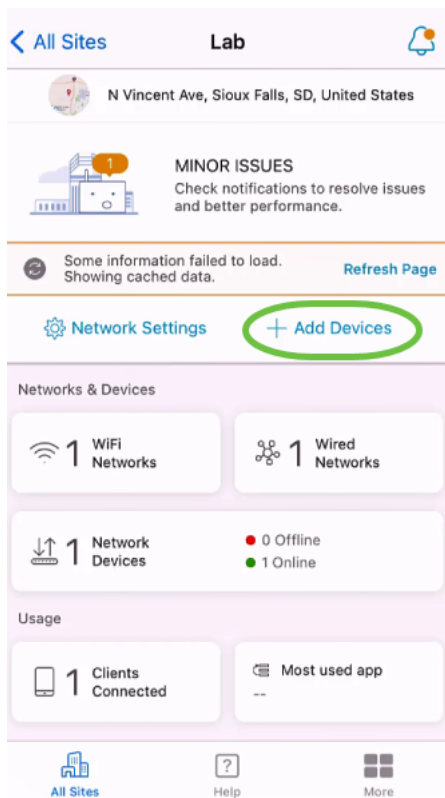 All Sites
Lab
N Vincent Ave, Sioux Falls, SD, United States
1
MINOR ISSUES
Check notifications to resolve issues
and better performance.
Some information failed to load.
Showing cached data.
Refresh Page
Network Settings
+ Add Devices
Networks & Devices
1 WiFi
Networks
1 Wired
Networks
1 Network
Devices
0 Offline
1 Online
Usage
1 Clients
Connected
Most used app
--
All Sites
?
Help
More